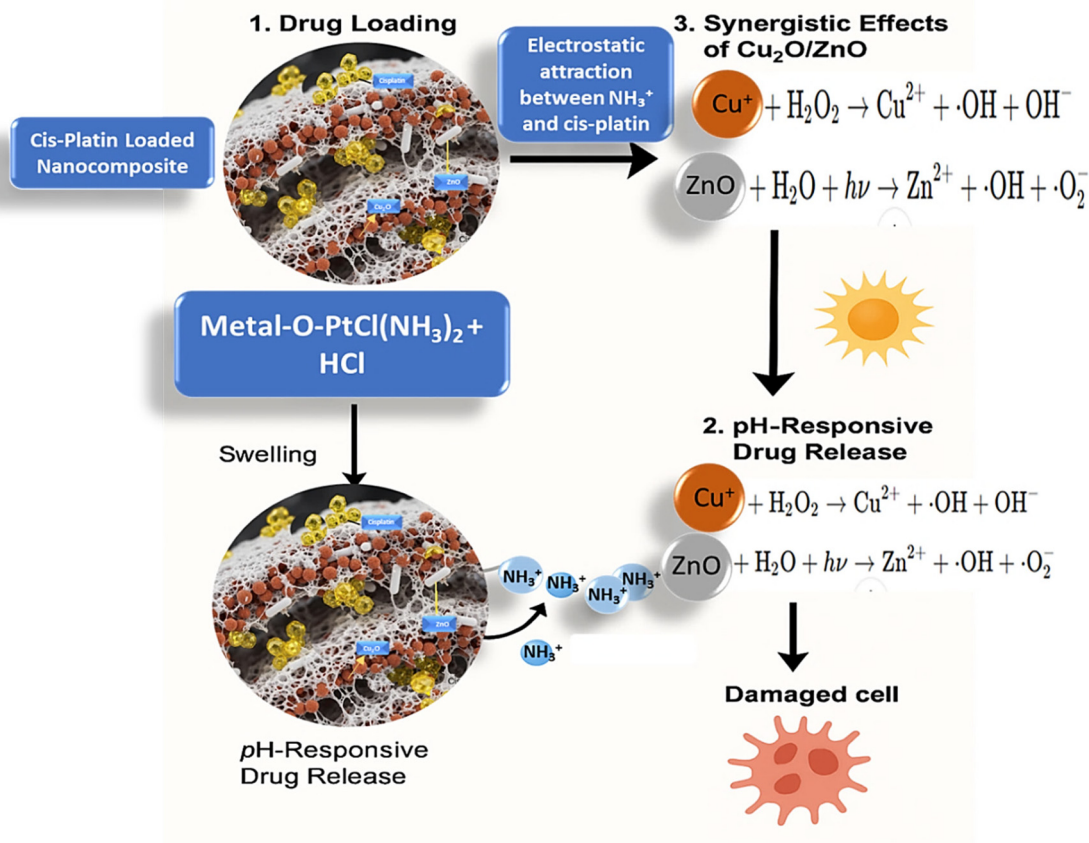 1. Drug Loading
Cisplatin
ZnO
Cu₂O
Cis-Platin Loaded
Nanocomposite
Electrostatic
attraction
between NH₃⁺
and cis-platin
3. Synergistic Effects
of Cu₂O/ZnO
Cu⁺ + H₂O₂ → Cu²⁺ + ·OH + OH⁻
ZnO + H₂O + hν → Zn²⁺ + ·OH + ·O₂⁻
Metal-O-PtCl(NH₃)₂ +
HCl
Swelling
Cisplatin
ZnO
Cu₂O
pH-Responsive
Drug Release
NH₃⁺
NH₃⁺
NH₃⁺
NH₃⁺
NH₃⁺
2. pH-Responsive
Drug Release
Cu⁺ + H₂O₂ → Cu²⁺ + ·OH + OH⁻
ZnO + H₂O + hν → Zn²⁺ + ·OH + ·O₂⁻
Damaged cell